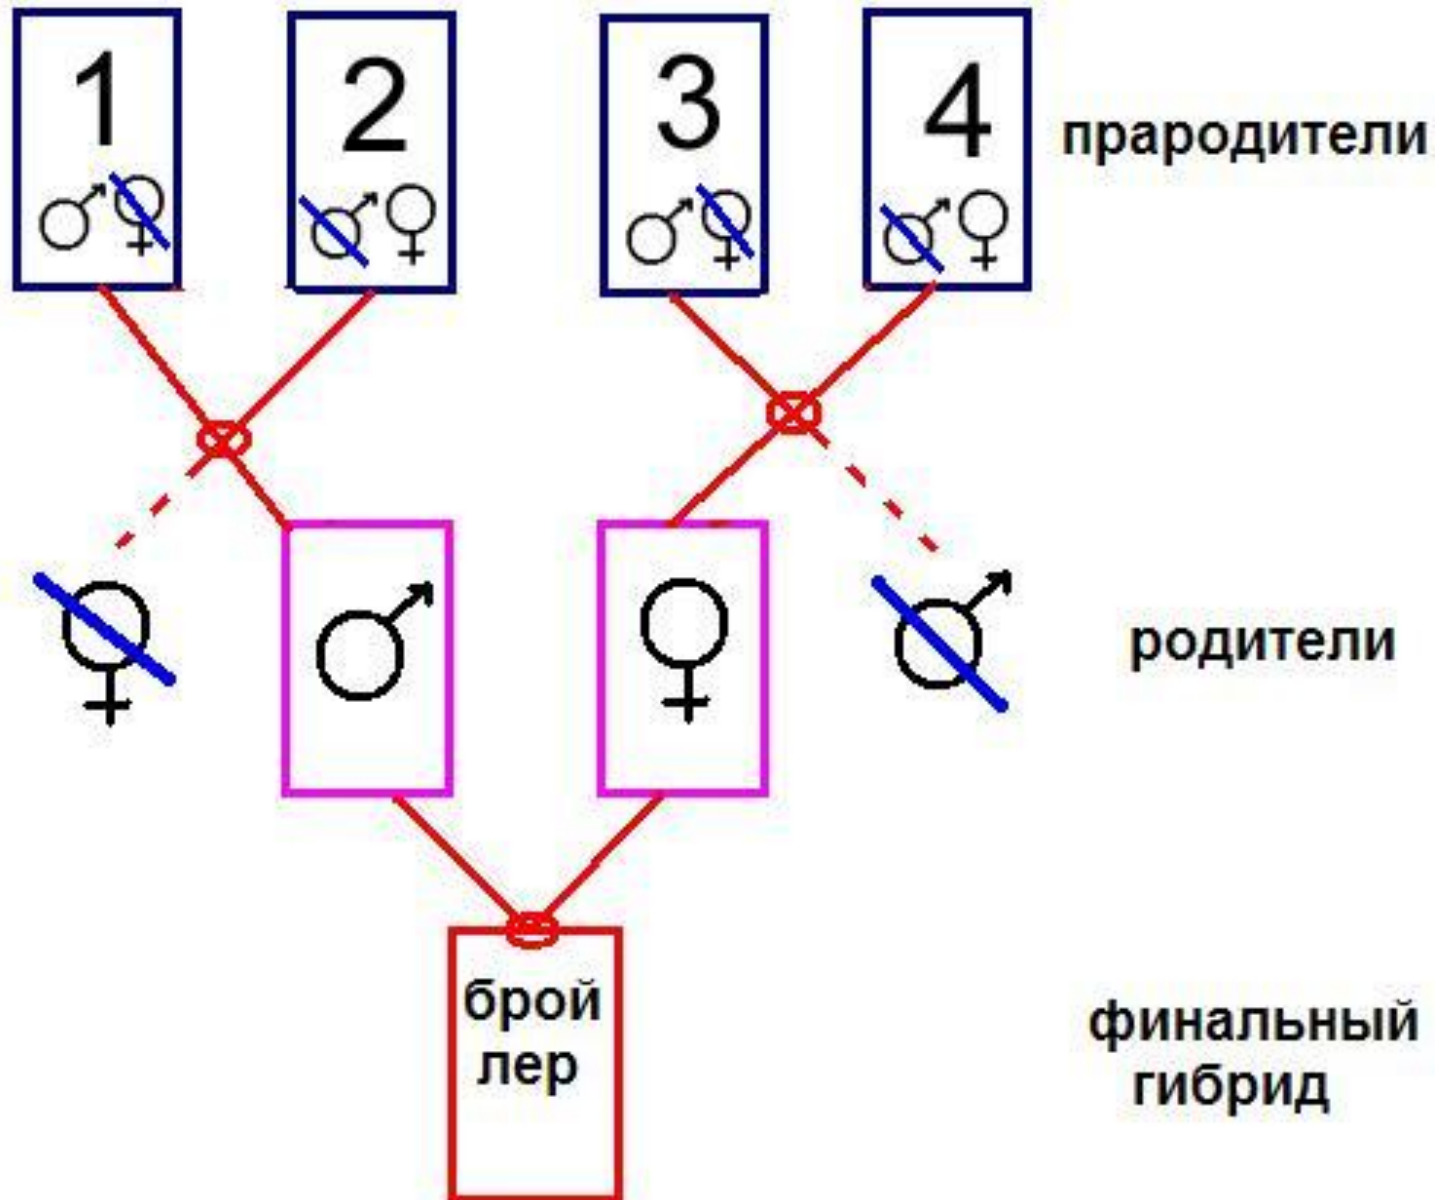 1
2
3
4
прародители
родители
брой
лер
финальный
гибрид